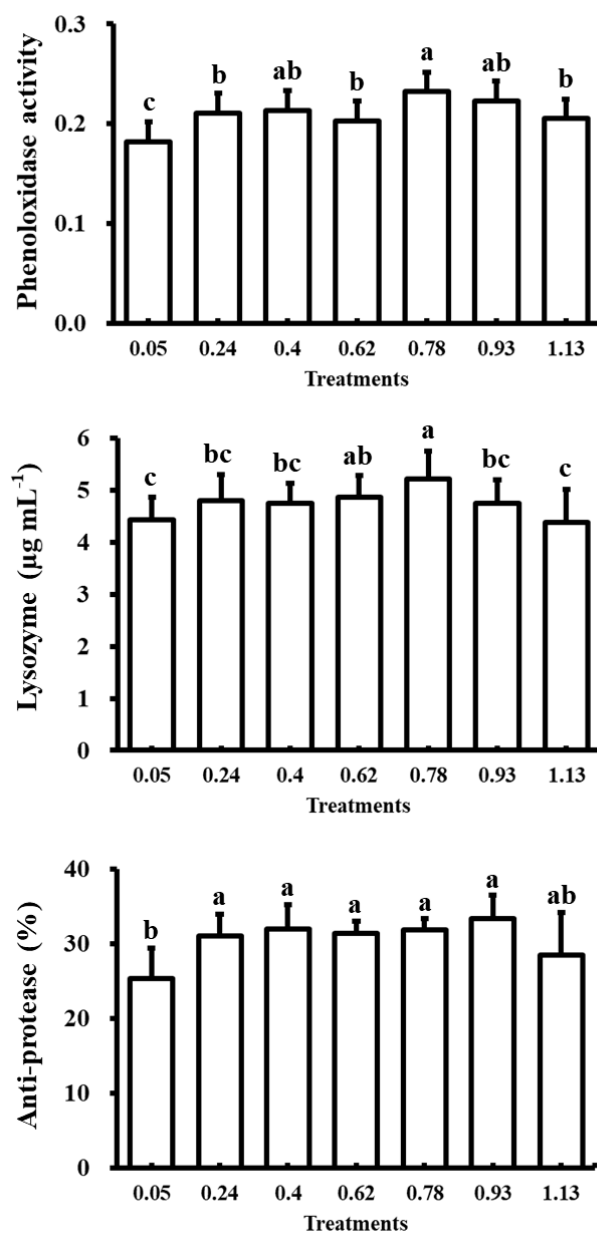 Phenoloxidase activity
0.3
0.2
0.1
0.0
c b ab b a ab b
0.05 0.24 0.4 0.62 0.78 0.93 1.13
Treatments
Lysozyme (µg mL⁻¹)
6
5
4
3
2
1
0
c bc bc ab a bc c
0.05 0.24 0.4 0.62 0.78 0.93 1.13
Treatments
Anti-protease (%)
40
30
20
10
0
b a a a a a ab
0.05 0.24 0.4 0.62 0.78 0.93 1.13
Treatments